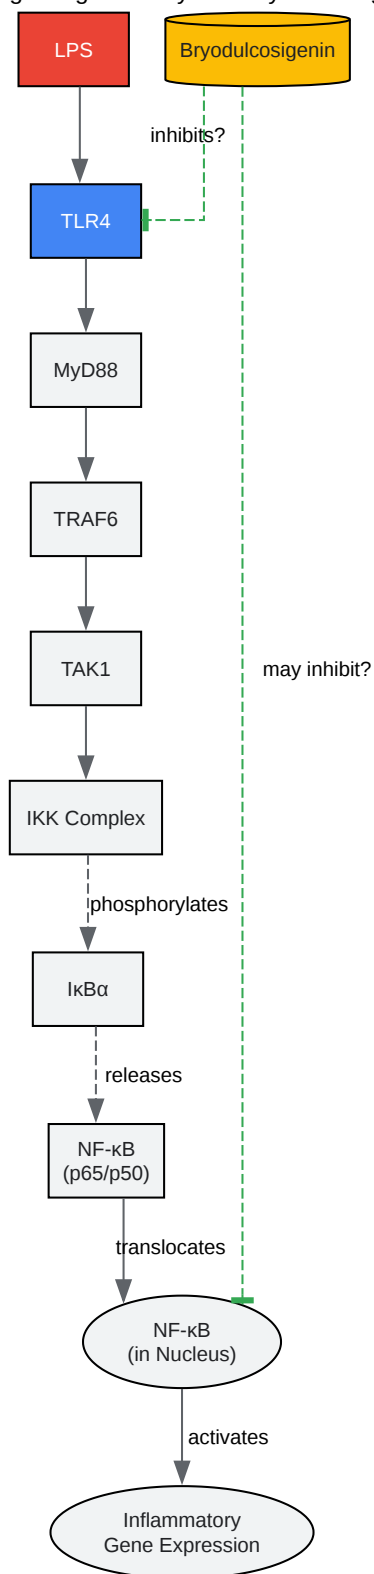 LPS
Bryodulcosigenin
inhibits?
TLR4
MyD88
TRAF6
TAK1
may inhibit?
IKK Complex
phosphorylates
IκBα
releases
NF-κB
(p65/p50)
translocates
NF-κB
(in Nucleus)
activates
Inflammatory
Gene Expression